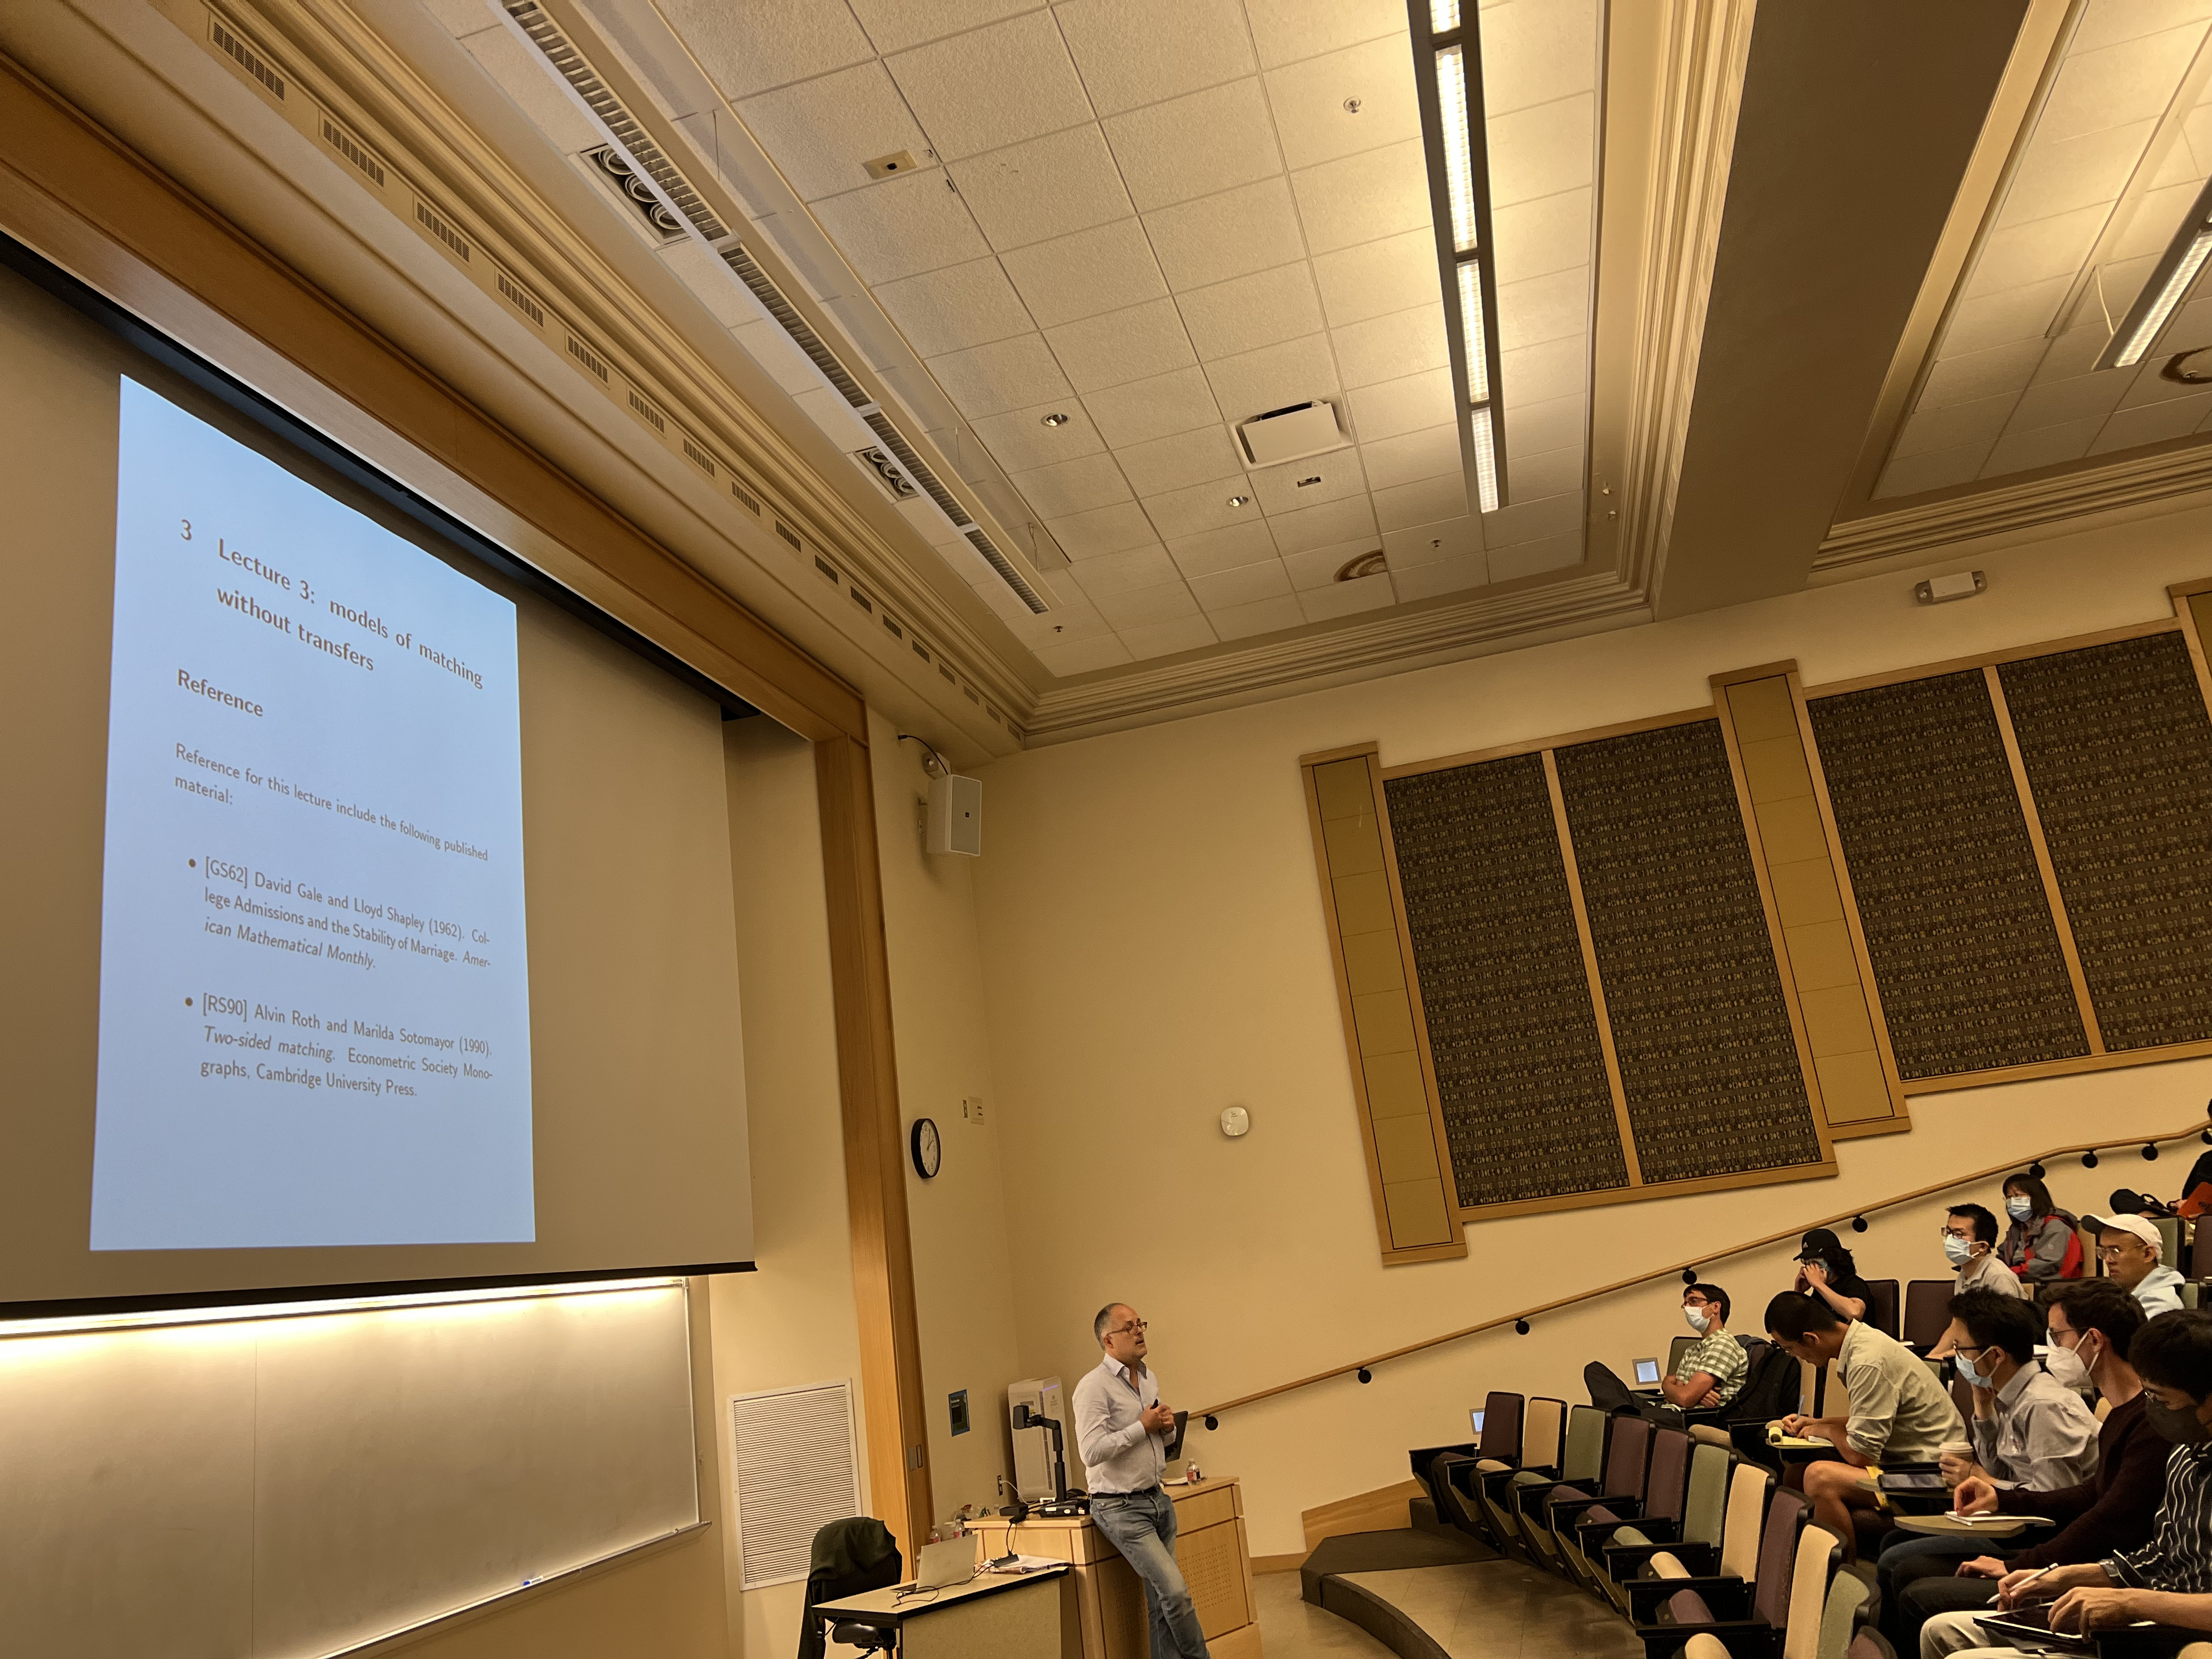 3 Lecture 3: models of matching
without transfers
Reference
Reference for this lecture include the following published
material:
• [GS62] David Gale and Lloyd Shapley (1962). Col-
lege Admissions and the Stability of Marriage. Amer-
ican Mathematical Monthly.
• [RS90] Alvin Roth and Marilda Sotomayor (1990).
Two-sided matching. Econometric Society Mono-
graphs, Cambridge University Press.